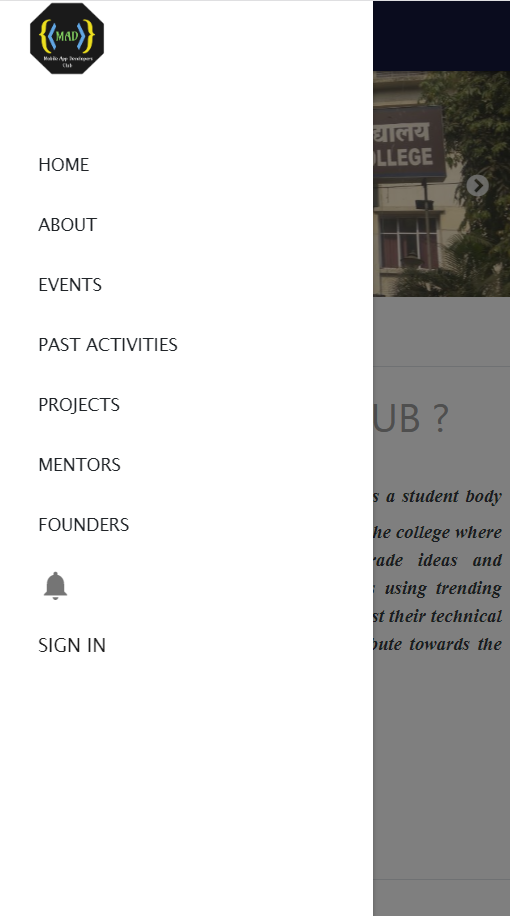 MAD
Mobile App Developers
Club
HOME
ABOUT
EVENTS
PAST ACTIVITIES
PROJECTS
MENTORS
FOUNDERS
SIGN IN
LLEGE
UB ?
s a student body
he college where
rade ideas and
s using trending
st their technical
bute towards the